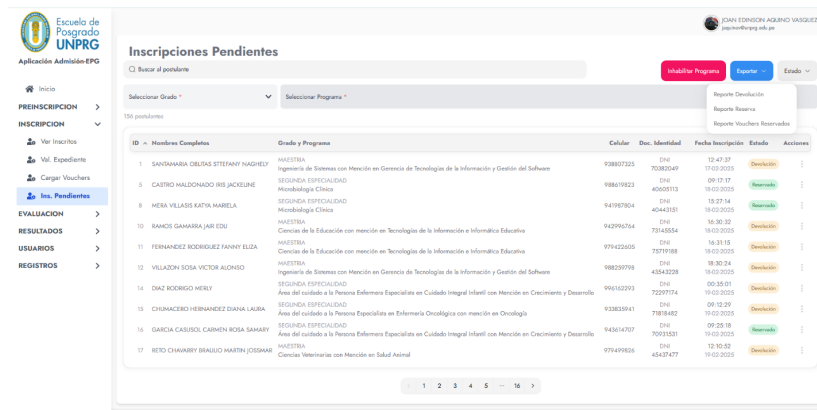 Escuela de
Posgrado
UNPRG
Aplicación Admisión-EPG
Inicio
PREINSCRIPCION
INSCRIPCION
Ver Inscritos
Val. Expediente
Cargar Vouchers
Ins. Pendientes
EVALUACION
RESULTADOS
USUARIOS
REGISTROS
JOAN EDINSON AQUINO VASQUEZ
jaquinor@unprg.edu.pe
Inscripciones Pendientes
Buscar al postulante
Inhabilitar Programa
Exportar
Estado
Seleccionar Grado *
Seleccionar Programa *
Reporte Devolución
Reporte Reserva
Reporte Vouchers Reservados
156 postulantes
ID Nombres Completos Grado y Programa Celular Doc. Identidad Fecha Inscripción Estado Acciones
1 SANTAMARIA OBLITAS STTEFANY NAGHELY MAESTRIA Ingeniería de Sistemas con Mención en Gerencia de Tecnologías de la Información y Gestión del Software 938807325 DNI 70382049 12:47:37 17-02-2025 Devolución
5 CASTRO MALDONADO IRIS JACKELINE SEGUNDA ESPECIALIDAD Microbiología Clínica 988619823 DNI 40605113 09:17:17 18-02-2025 Reservado
8 MERA VILLASIS KATYA MARIELA SEGUNDA ESPECIALIDAD Microbiología Clínica 941987804 DNI 40443151 15:27:14 18-02-2025 Reservado
10 RAMOS GAMARRA JAIR EDU MAESTRIA Ciencias de la Educación con mención en Tecnologías de la Información e Informática Educativa 942996764 DNI 73145554 16:30:32 18-02-2025 Devolución
11 FERNANDEZ RODRIGUEZ FANNY ELIZA MAESTRIA Ciencias de la Educación con mención en Tecnologías de la Información e Informática Educativa 979422605 DNI 75719188 16:31:15 18-02-2025 Devolución
12 VILLAZON SOSA VICTOR ALONSO MAESTRIA Ingeniería de Sistemas con Mención en Gerencia de Tecnologías de la Información y Gestión del Software 988259798 DNI 43543228 18:30:24 18-02-2025 Devolución
14 DIAZ RODRIGO MERLY SEGUNDA ESPECIALIDAD Área del cuidado a la Persona Enfermera Especialista en Cuidado Integral Infantil con Mención en Crecimiento y Desarrollo 996162293 DNI 72297174 00:35:01 19-02-2025 Devolución
15 CHUMACERO HERNANDEZ DIANA LAURA SEGUNDA ESPECIALIDAD Área del cuidado a la Persona Especialista en Enfermería Oncológica con mención en Oncología 933835941 DNI 71818482 09:12:29 19-02-2025 Devolución
16 GARCIA CASUSOL CARMEN ROSA SAMARY SEGUNDA ESPECIALIDAD Área del cuidado a la Persona Enfermera Especialista en Cuidado Integral Infantil con Mención en Crecimiento y Desarrollo 943614707 DNI 70931531 09:25:18 19-02-2025 Reservado
17 RETO CHAVARRY BRAULIO MARTIN JOSSIMAR MAESTRIA Ciencias Veterinarias con Mención en Salud Animal 979499826 DNI 45437477 12:10:52 19-02-2025 Devolución
1 2 3 4 5 ··· 16